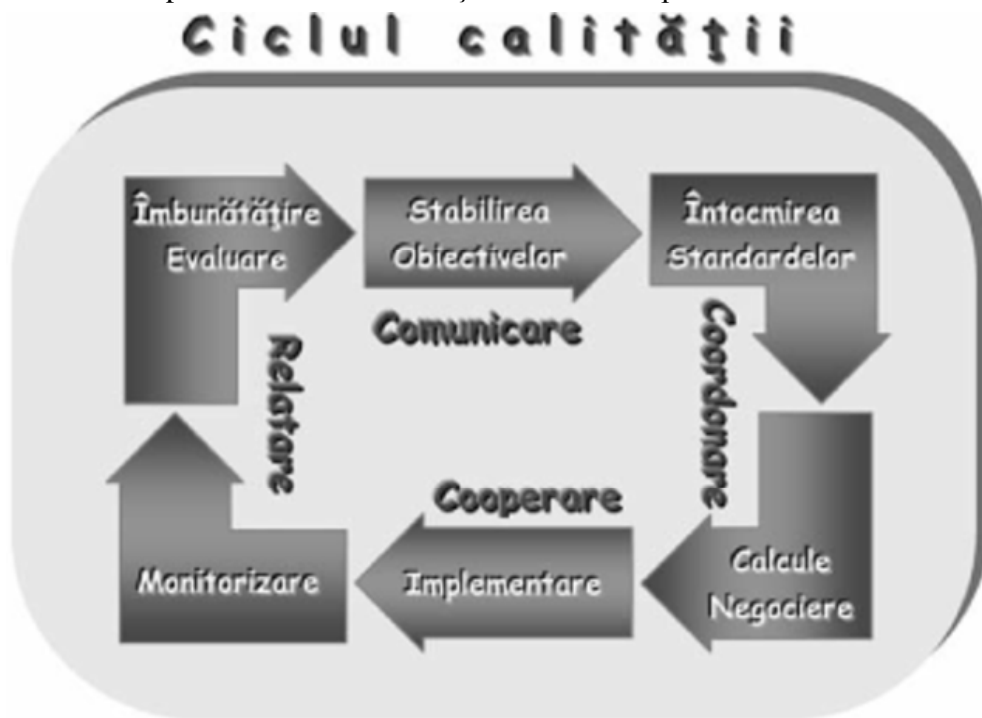 Ciclul calităţii
Îmbunătăţire
Evaluare
Stabilirea
Obiectivelor
Întocmirea
Standardelor
Comunicare
Relatare
Coordonare
Cooperare
Monitorizare
Implementare
Calcule
Negociere